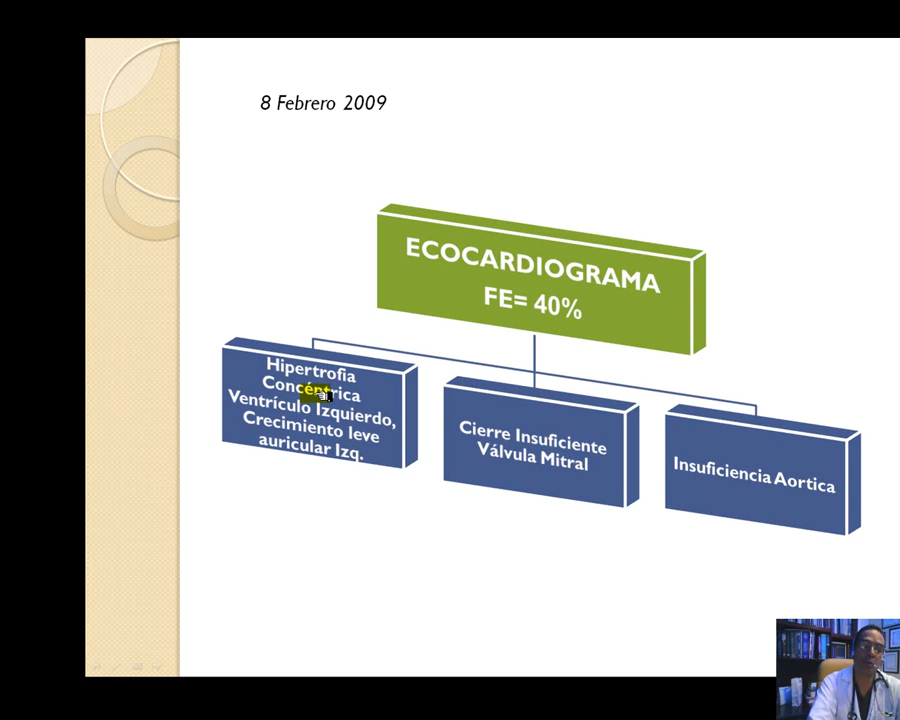 8 Febrero 2009
ECOCARDIOGRAMA
FE= 40%
Hipertrofia
Concéntrica
Ventrículo Izquierdo,
Crecimiento leve
auricular Izq.
Cierre Insuficiente
Válvula Mitral
Insuficiencia Aortica